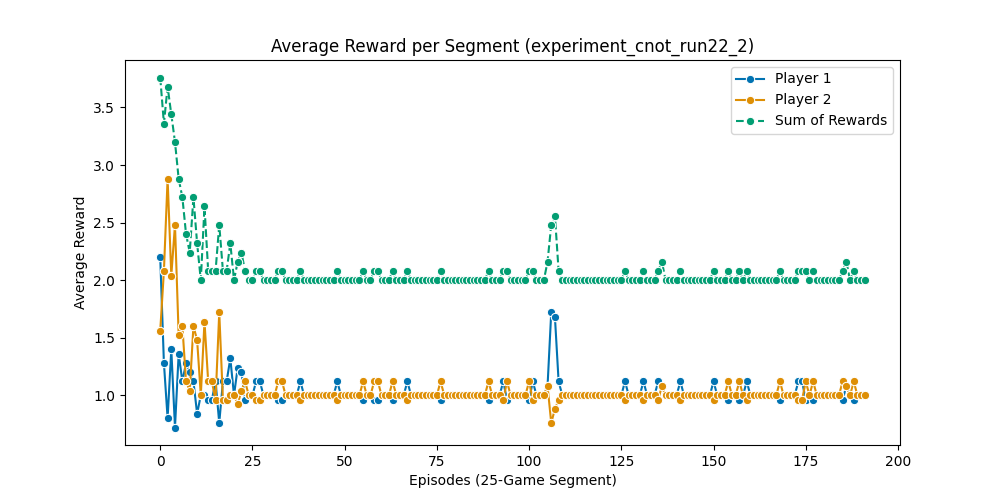 Average Reward per Segment (experiment_cnot_run22_2)
Player 1
Player 2
Sum of Rewards
Average Reward
3.5
3.0
2.5
2.0
1.5
1.0
0 25 50 75 100 125 150 175 200
Episodes (25-Game Segment)